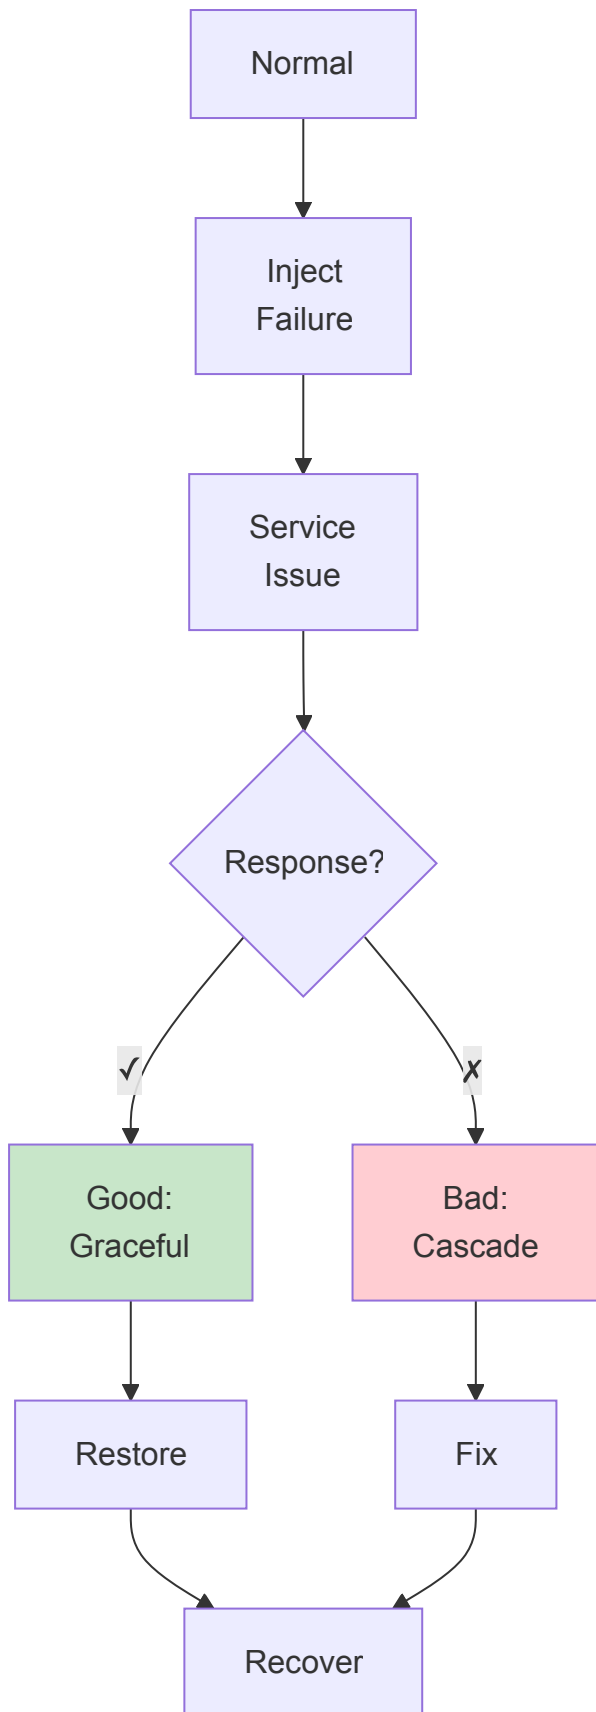 Normal
Inject
Failure
Service
Issue
Response?
✓
✗
Good:
Graceful
Bad:
Cascade
Restore
Fix
Recover